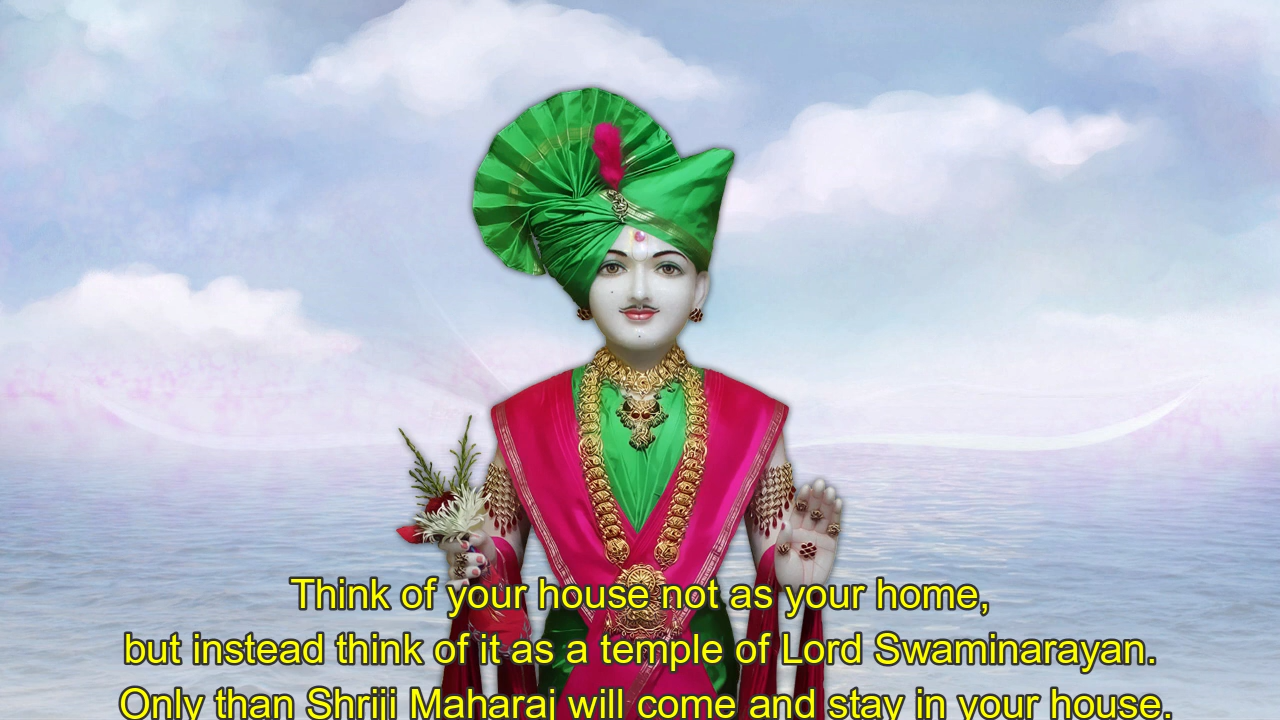 Think of your house not as your home,
but instead think of it as a temple of Lord Swaminarayan.
Only than Shriji Maharaj will come and stay in your house.